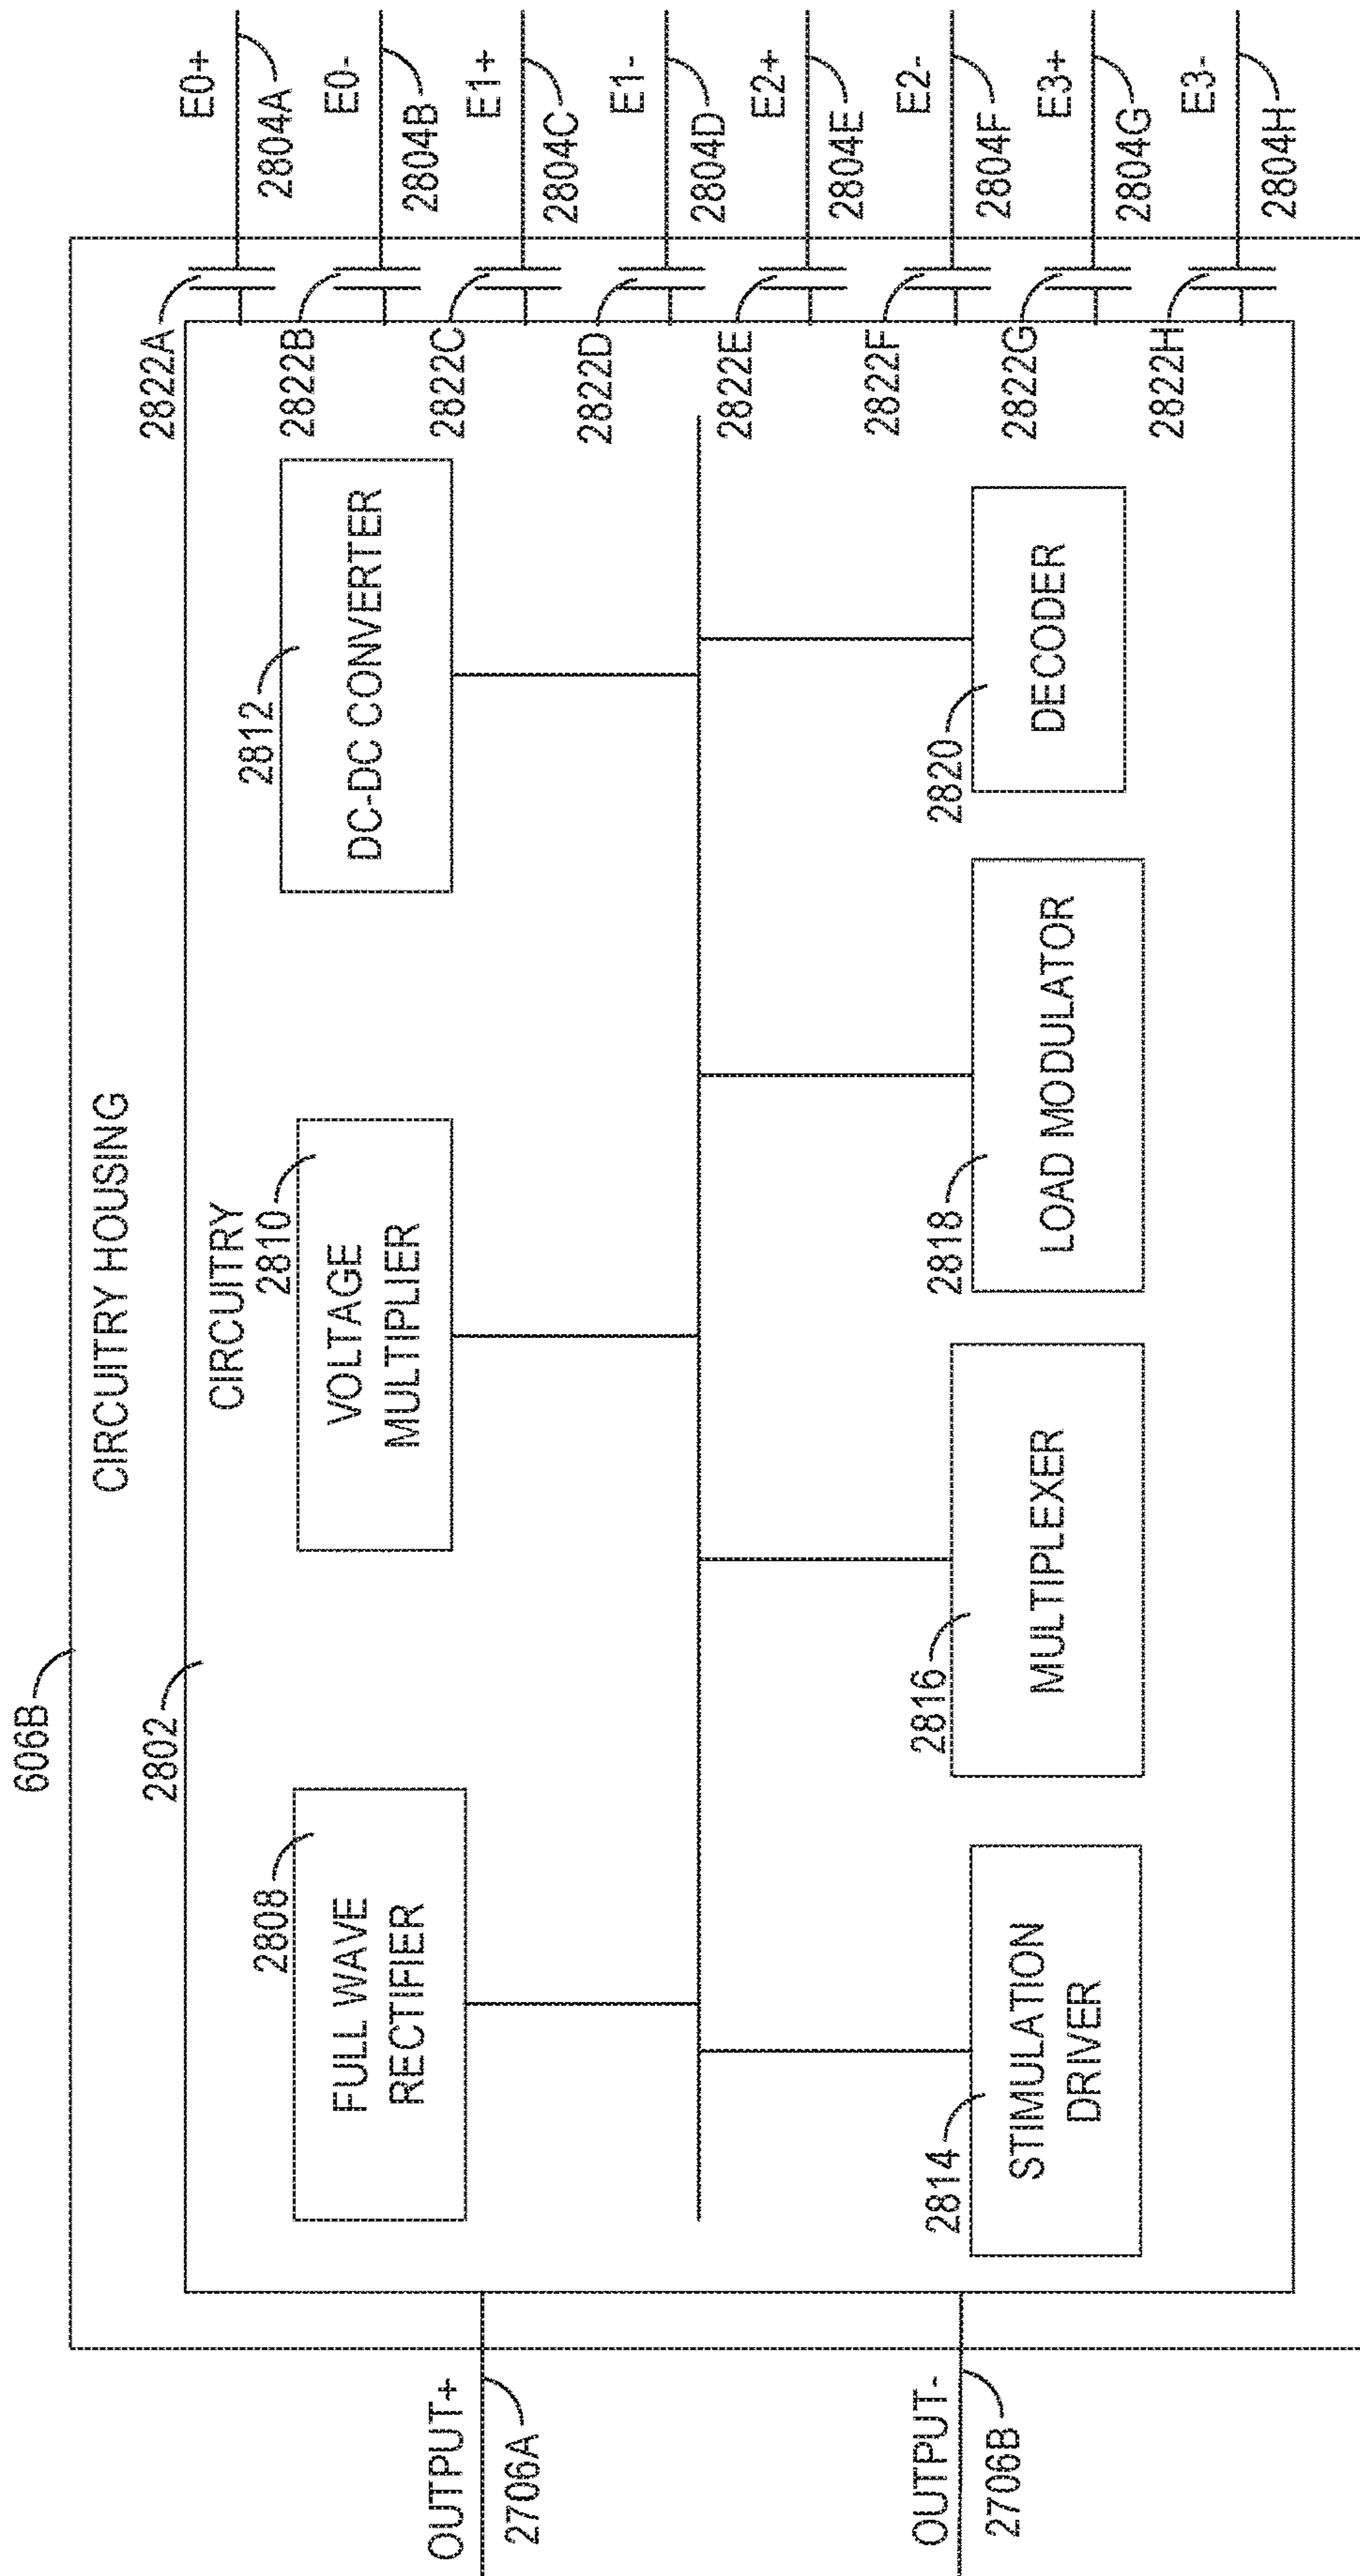 606B
CIRCUITRY HOUSING
2802
CIRCUITRY
2808
FULL WAVE
RECTIFIER
2810
VOLTAGE
MULTIPLIER
2812
DC-DC CONVERTER
2814
STIMULATION
DRIVER
2816
MULTIPLEXER
2818
LOAD MODULATOR
2820
DECODER
OUTPUT+
2706A
OUTPUT-
2706B
2822A
2822B
2822C
2822D
2822E
2822F
2822G
2822H
E0+
2804A
E0-
2804B
E1+
2804C
E1-
2804D
E2+
2804E
E2-
2804F
E3+
2804G
E3-
2804H